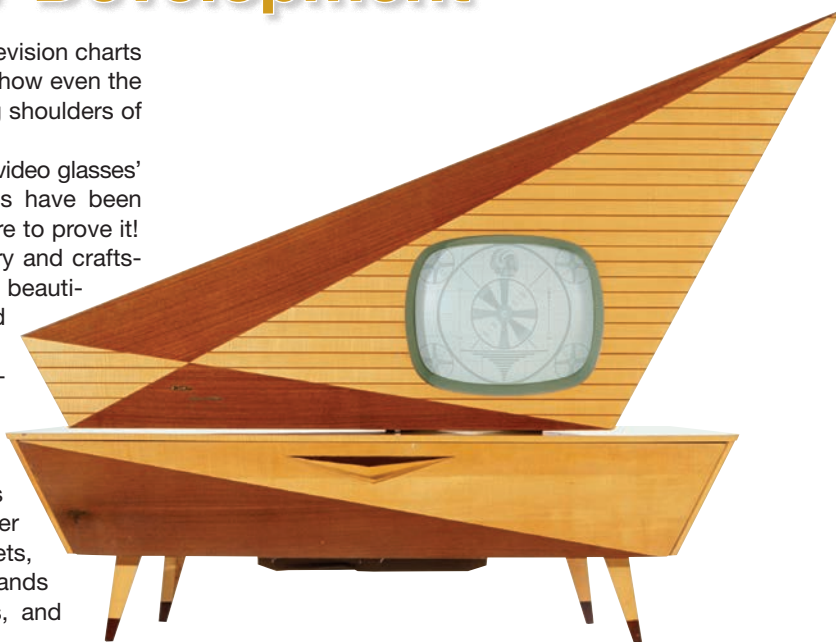 Development
evision charts
how even the
shoulders of
video glasses’
s have been
re to prove it!
ry and crafts-
beauti-
d
-
s
er
ets,
ands
s, and